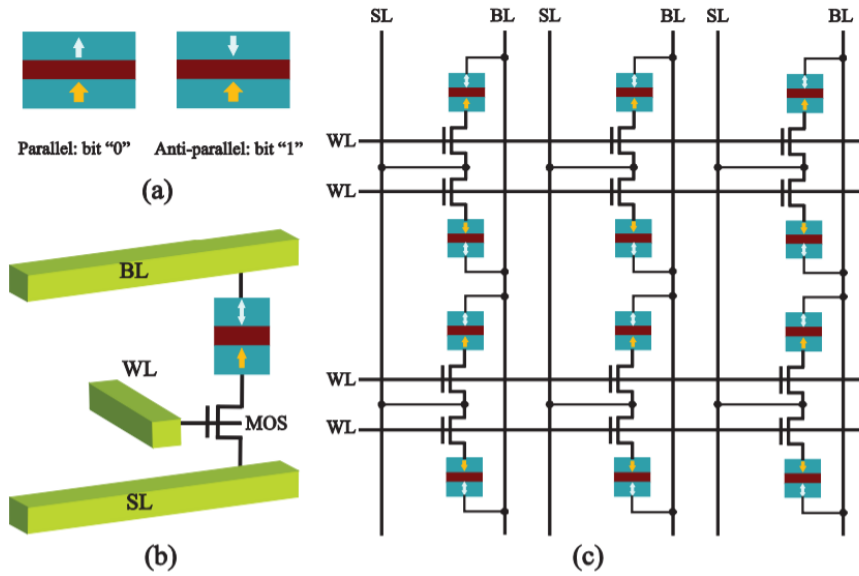 Parallel: bit “0”
Anti-parallel: bit “1”
(a)
BL
WL
MOS
SL
(b)
SL
BL
SL
BL
SL
BL
WL
WL
WL
WL
(c)